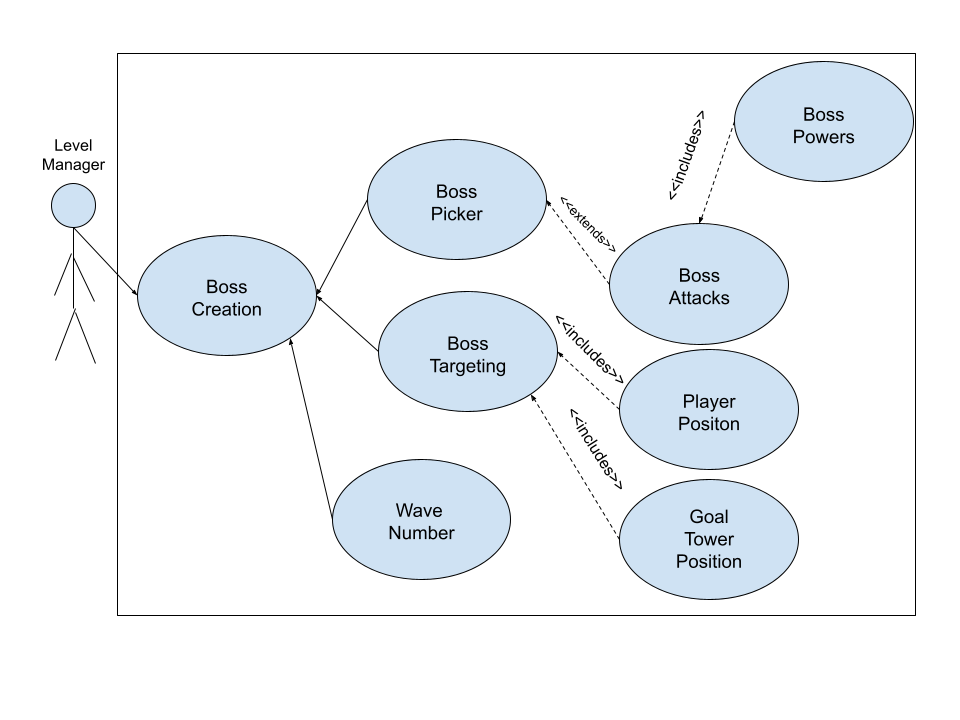 Level
Manager
Boss
Creation
Boss
Picker
Boss
Targeting
Wave
Number
<<extends>>
<<includes>>
<<includes>>
<<includes>>
Boss
Powers
Boss
Attacks
Player
Positon
Goal
Tower
Position